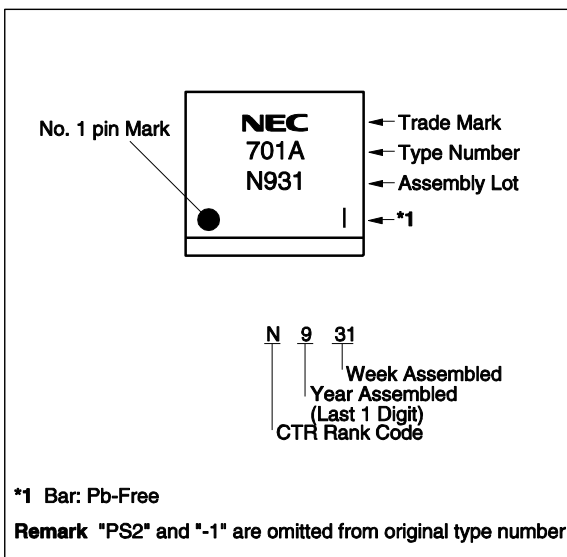 No. 1 pin Mark
NEC
701A
N931
Trade Mark
Type Number
Assembly Lot
*1
N 9 31
Week Assembled
Year Assembled
(Last 1 Digit)
CTR Rank Code
*1 Bar: Pb-Free
Remark "PS2" and "-1" are omitted from original type number